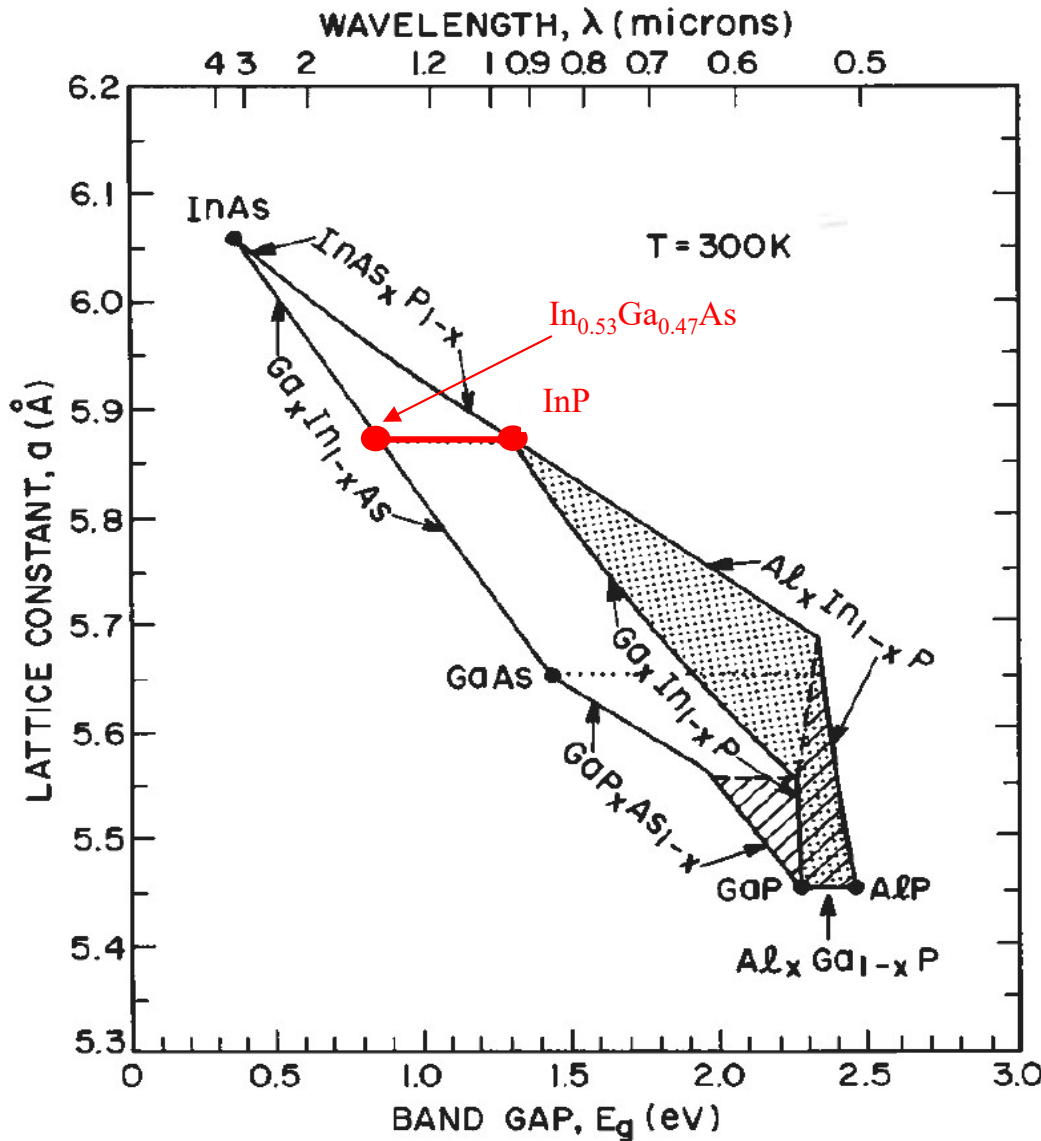 WAVELENGTH, λ (microns)
4 3 2 1.2 1 0.9 0.8 0.7 0.6 0.5
6.2
6.1
6.0
5.9
5.8
5.7
5.6
5.5
5.4
5.3
LATTICE CONSTANT, a (Å)
InAs
InAsₓP₁₋ₓ
T = 300K
In₀.₅₃Ga₀.₄₇As
InP
GaₓIn₁₋ₓAs
AlₓIn₁₋ₓP
GaₓIn₁₋ₓP
GaAs
GaPₓAs₁₋ₓ
GaP
AlP
AlₓGa₁₋ₓP
0 0.5 1.0 1.5 2.0 2.5 3.0
BAND GAP, Eg (eV)